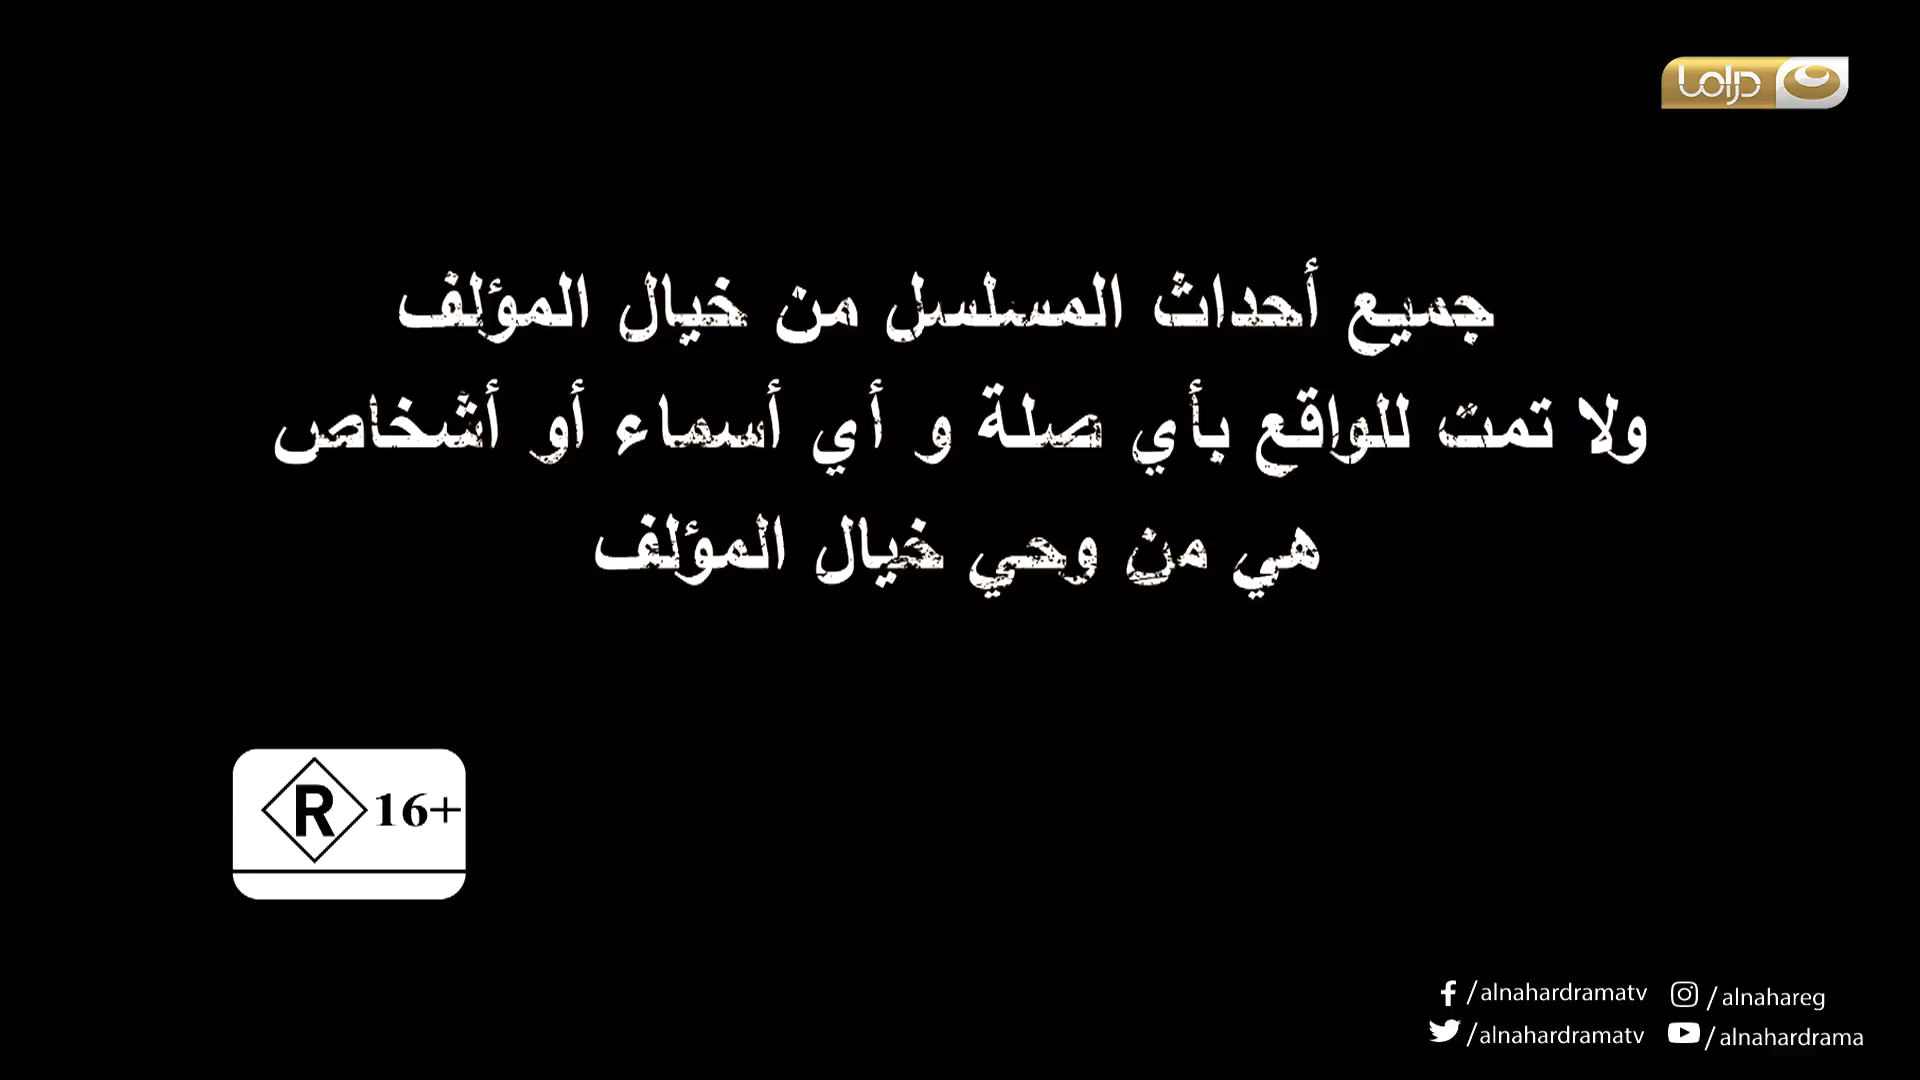 دراما
جميع أحداث المسلسل من خيال المؤلف
ولا تمت للواقع بأي صلة و أي أسماء أو أشخاص
هي من وحي خيال المؤلف
R 16+
/alnahardramatv
/alnahareg
/alnahardramatv
/alnahardrama